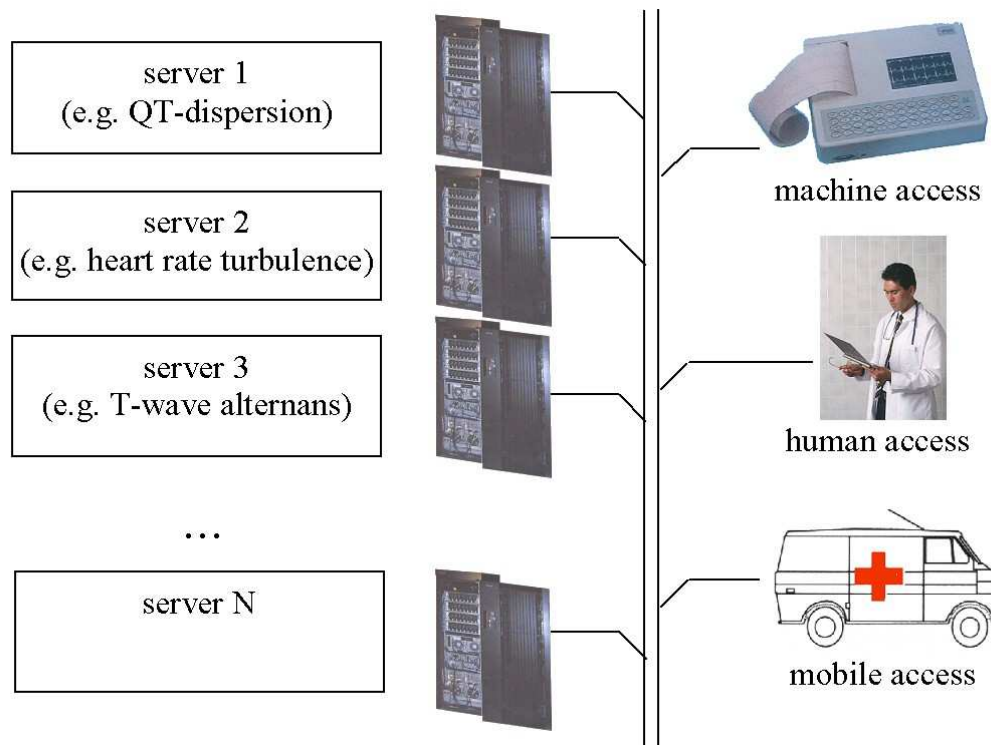 server 1
(e.g. QT-dispersion)
server 2
(e.g. heart rate turbulence)
server 3
(e.g. T-wave alternans)
...
server N
machine access
human access
mobile access